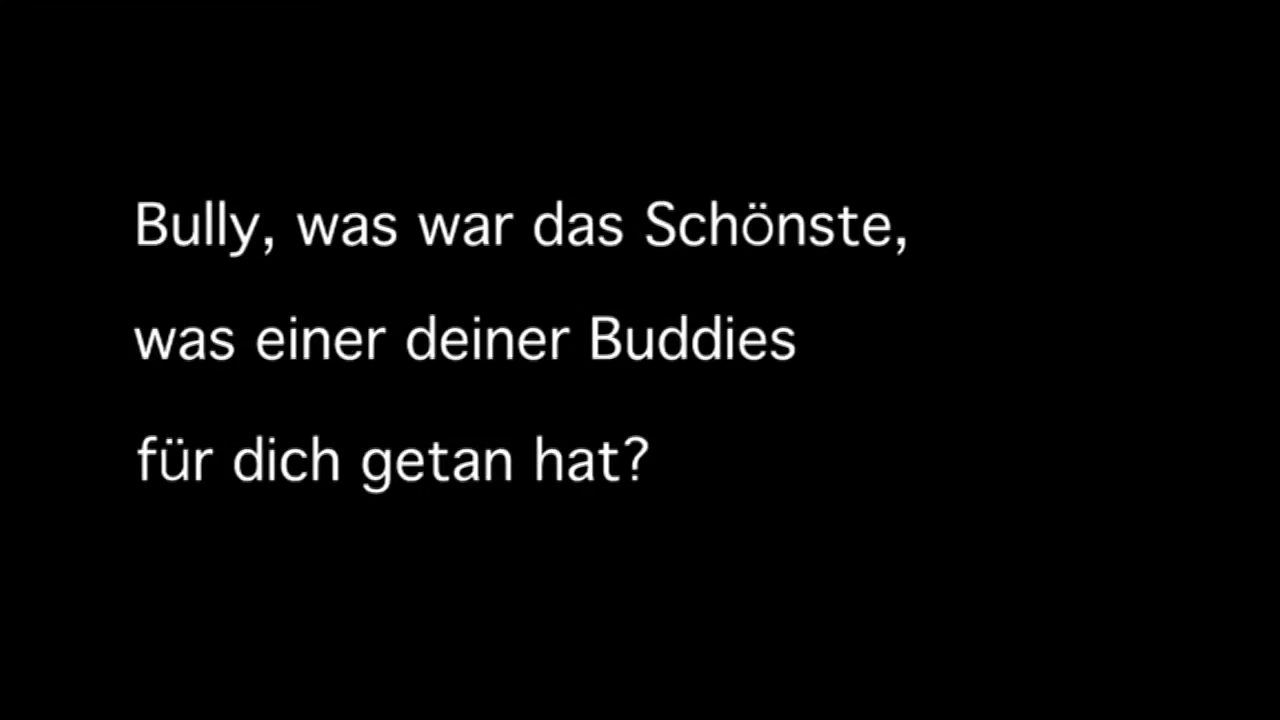 Bully, was war das Schönste,
was einer deiner Buddies
für dich getan hat?